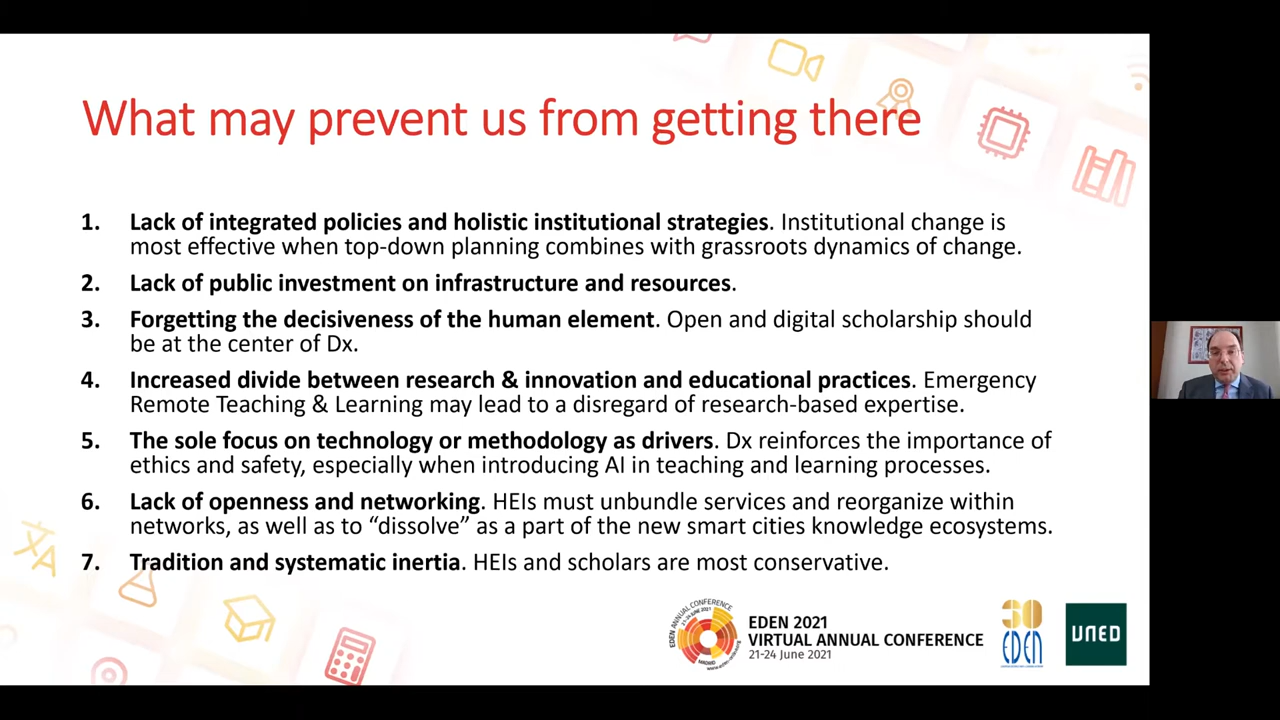 What may prevent us from getting there
1. Lack of integrated policies and holistic institutional strategies. Institutional change is
most effective when top-down planning combines with grassroots dynamics of change.
2. Lack of public investment on infrastructure and resources.
3. Forgetting the decisiveness of the human element. Open and digital scholarship should
be at the center of Dx.
4. Increased divide between research & innovation and educational practices. Emergency
Remote Teaching & Learning may lead to a disregard of research-based expertise.
5. The sole focus on technology or methodology as drivers. Dx reinforces the importance of
ethics and safety, especially when introducing AI in teaching and learning processes.
6. Lack of openness and networking. HEIs must unbundle services and reorganize within
networks, as well as to “dissolve” as a part of the new smart cities knowledge ecosystems.
7. Tradition and systematic inertia. HEIs and scholars are most conservative.
EDEN ANNUAL CONFERENCE
21-24 JUNE 2021
MADRID
EDEN 2021
VIRTUAL ANNUAL CONFERENCE
21-24 June 2021
30
EDEN
UNED